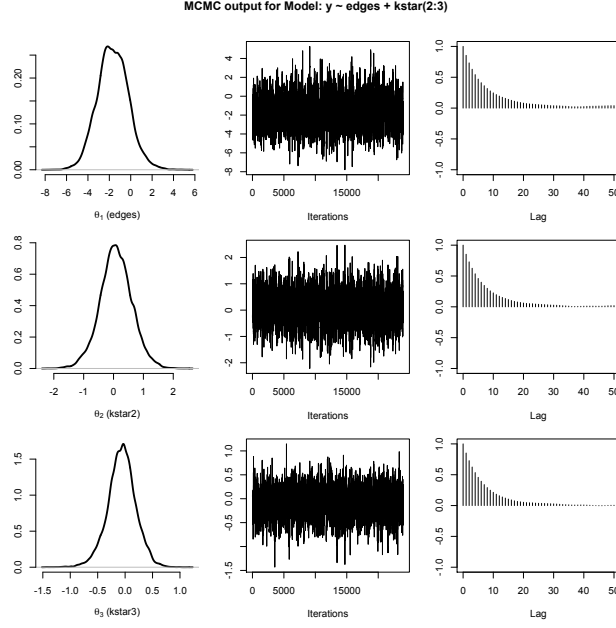 MCMC output for Model: y ~ edges + kstar(2:3)
0.00 0.10 0.20
-8 -6 -4 -2 0 2 4 6
θ1 (edges)
-8 -6 -4 -2 0 2 4
0 5000 15000
Iterations
-1.0 -0.5 0.0 0.5 1.0
0 10 20 30 40 50
Lag
0.0 0.2 0.4 0.6 0.8
-2 -1 0 1 2
θ2 (kstar2)
-2 -1 0 1 2
0 5000 15000
Iterations
-1.0 -0.5 0.0 0.5 1.0
0 10 20 30 40 50
Lag
0.0 0.5 1.0 1.5
-1.5 -1.0 -0.5 0.0 0.5 1.0
θ3 (kstar3)
-1.5 -0.5 0.0 0.5 1.0
0 5000 15000
Iterations
-1.0 -0.5 0.0 0.5 1.0
0 10 20 30 40 50
Lag